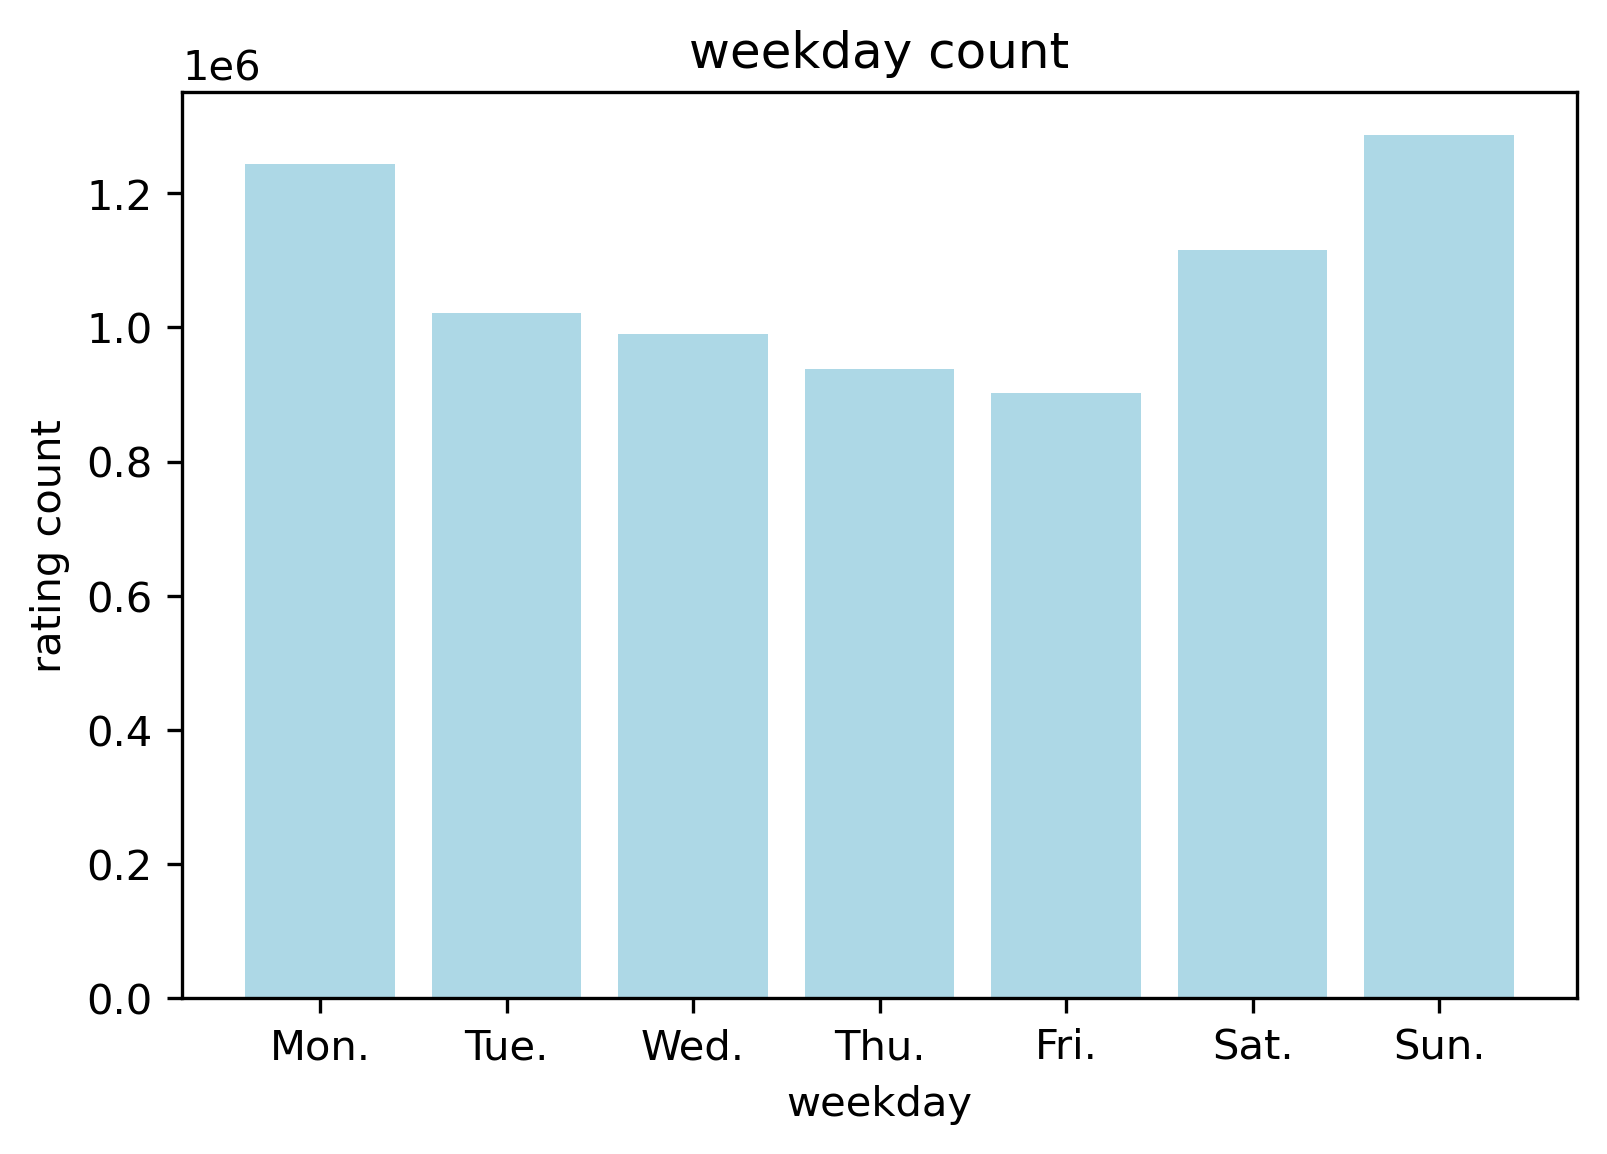 weekday count
1e6
1.2
1.0
0.8
0.6
0.4
0.2
0.0
rating count
Mon. Tue. Wed. Thu. Fri. Sat. Sun.
weekday